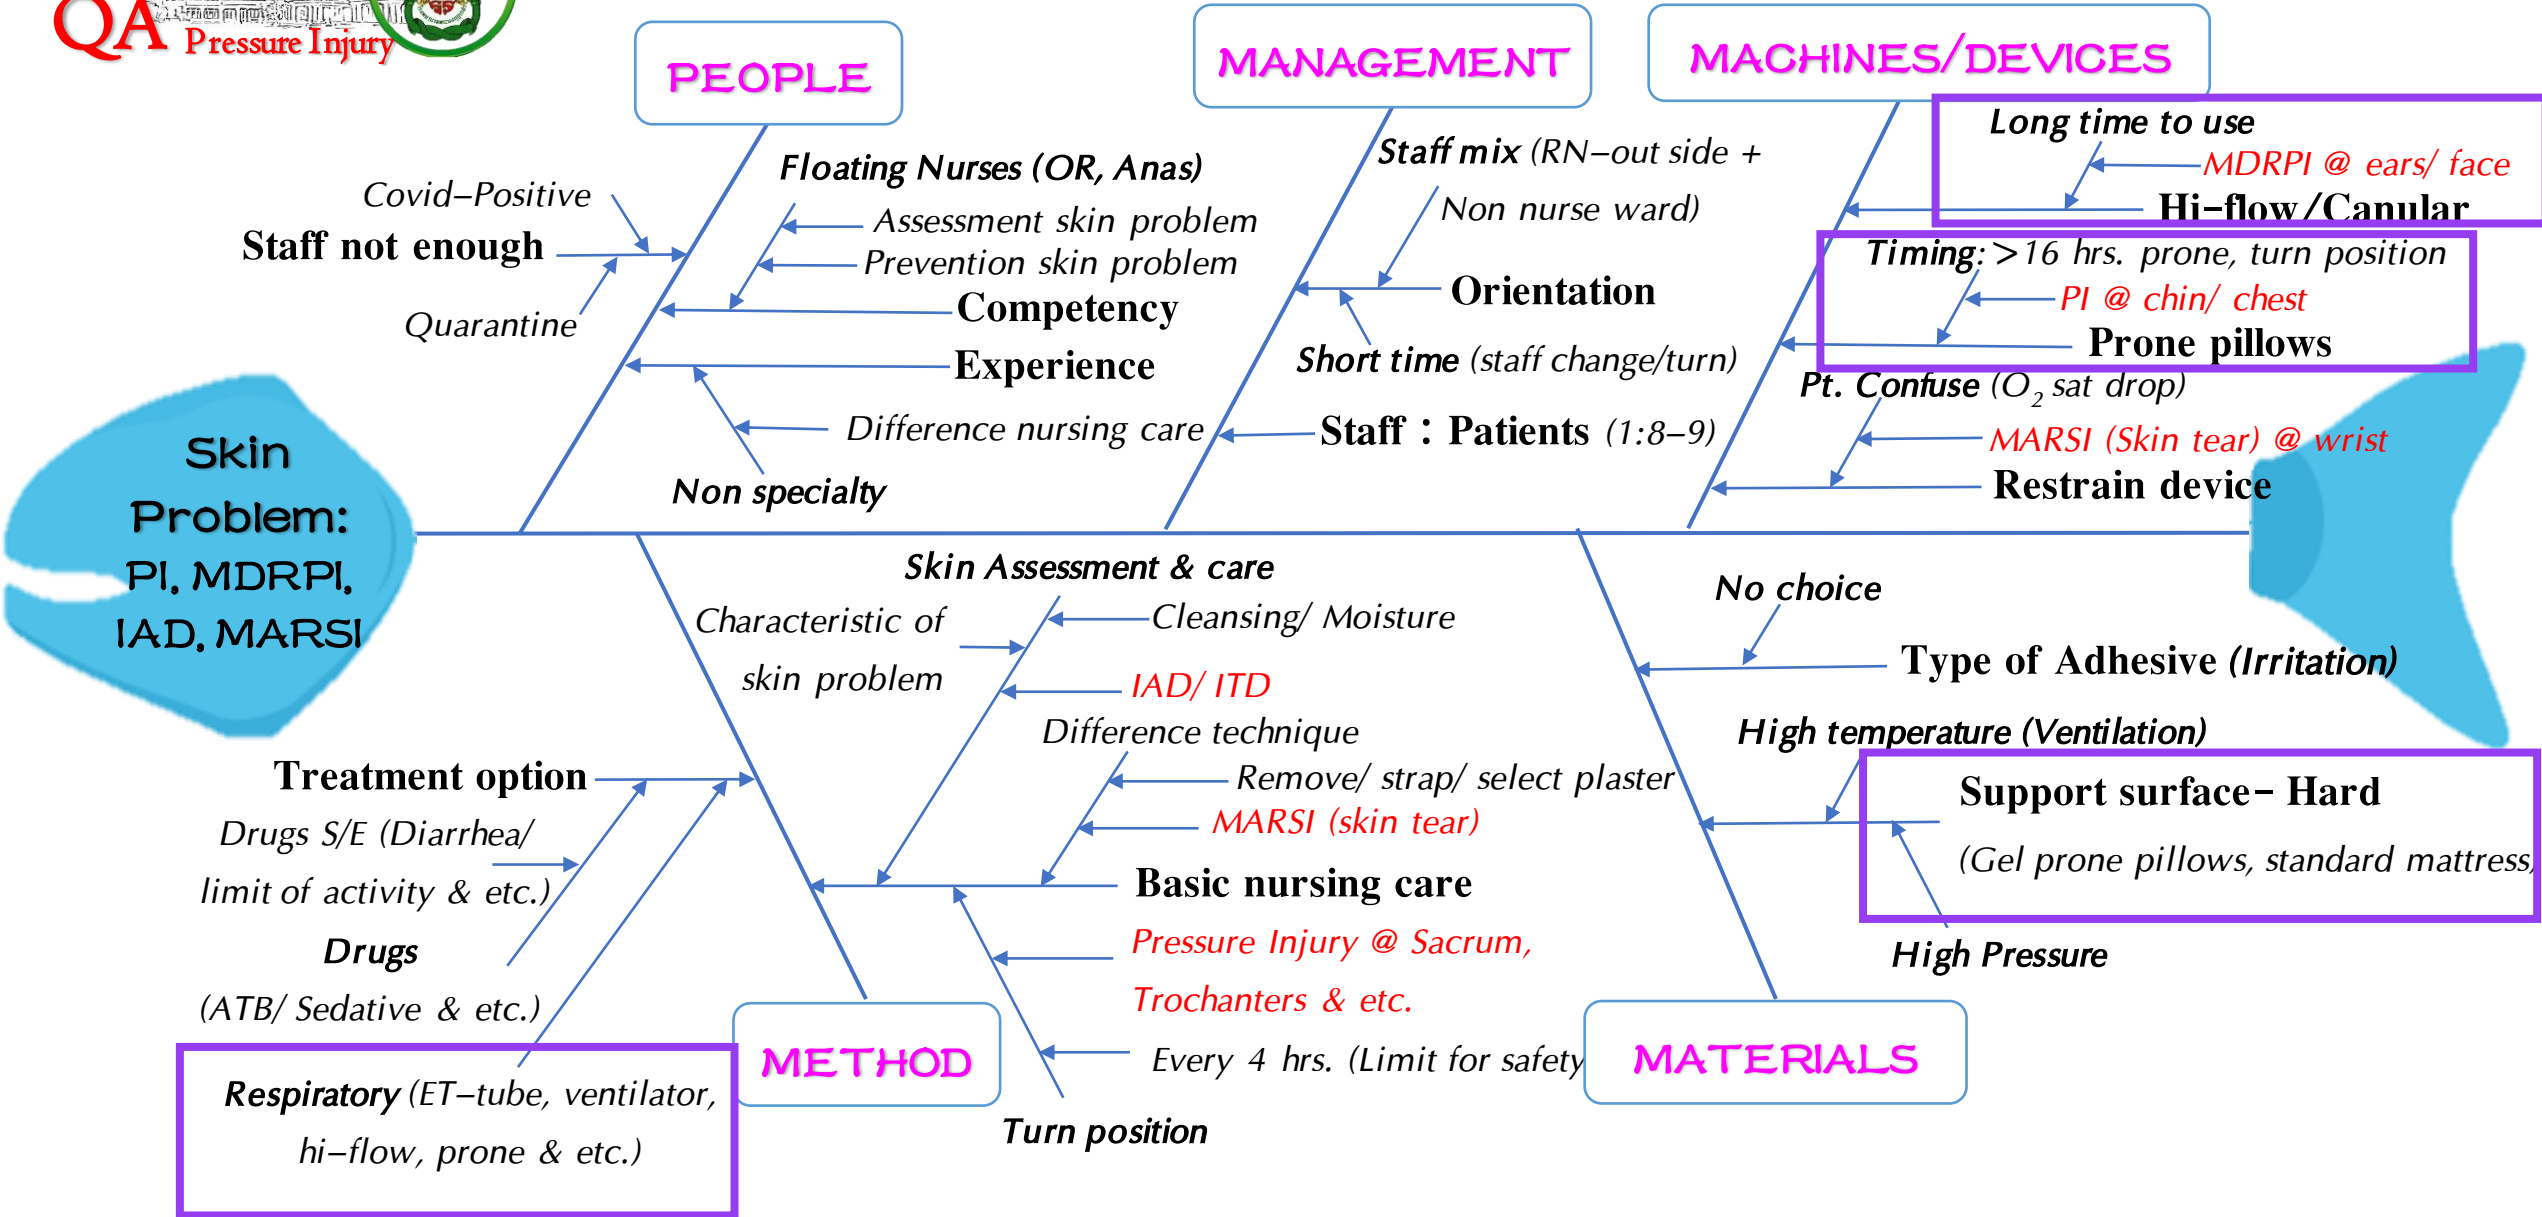 QA Pressure Injury
PEOPLE
MANAGEMENT
MACHINES/DEVICES
Covid-Positive
Staff not enough
Quarantine
Floating Nurses (OR, Anas)
Assessment skin problem
Prevention skin problem
Competency
Experience
Difference nursing care
Non specialty
Staff mix (RN-out side +
Non nurse ward)
Orientation
Short time (staff change/turn)
Staff : Patients (1:8-9)
Long time to use
MDRPI @ ears/ face
Hi-flow/Canular
Timing: >16 hrs. prone, turn position
PI @ chin/ chest
Prone pillows
Pt. Confuse (O2 sat drop)
MARSI (Skin tear) @ wrist
Restrain device
Skin
Problem:
PI, MDRPI,
IAD, MARSI
Skin Assessment & care
Characteristic of
skin problem
Cleansing/ Moisture
IAD/ ITD
Difference technique
Remove/ strap/ select plaster
MARSI (skin tear)
Basic nursing care
Pressure Injury @ Sacrum,
Trochanters & etc.
Every 4 hrs. (Limit for safety
Turn position
Treatment option
Drugs S/E (Diarrhea/
limit of activity & etc.)
Drugs
(ATB/ Sedative & etc.)
Respiratory (ET-tube, ventilator,
hi-flow, prone & etc.)
METHOD
No choice
Type of Adhesive (Irritation)
High temperature (Ventilation)
Support surface- Hard
(Gel prone pillows, standard mattress)
High Pressure
MATERIALS